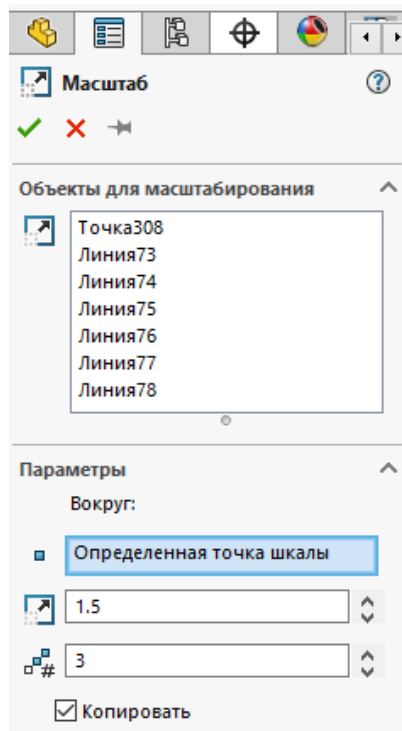 Масштаб
Объекты для масштабирования
Точка308
Линия73
Линия74
Линия75
Линия76
Линия77
Линия78
Параметры
Вокруг:
Определенная точка шкалы
1.5
# 3
Копировать